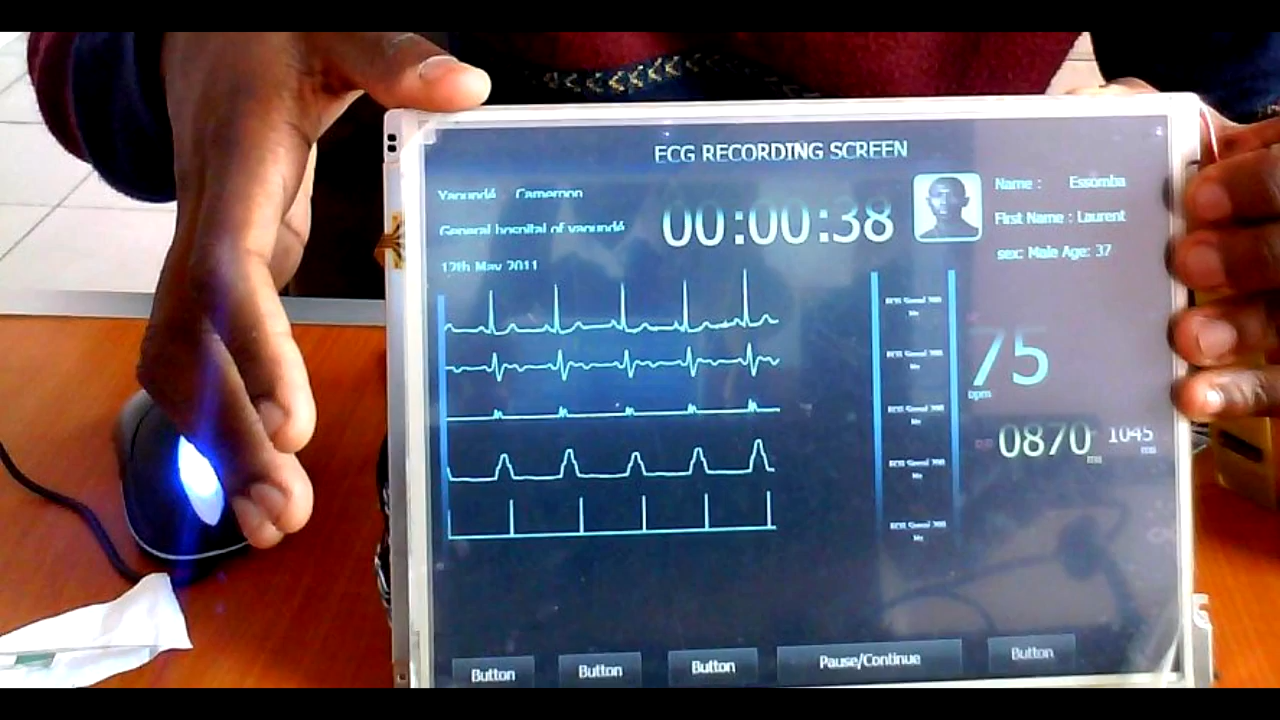 ECG RECORDING SCREEN
Yaoundé Cameroon
General hospital of yaoundé
12th May 2011
00:00:38
Name : Essomba
First Name : Laurent
sex: Male Age: 37
75
bpm
0870
ms
1045
ms
Button
Button
Button
Pause/Continue
Button